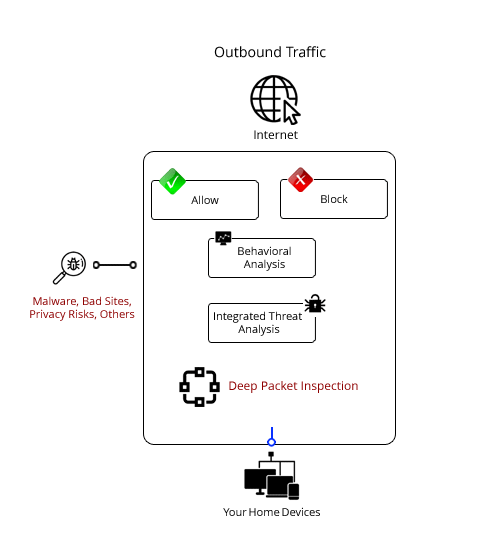 Outbound Traffic
Internet
Allow
Block
Behavioral
Analysis
Malware, Bad Sites,
Privacy Risks, Others
Integrated Threat
Analysis
Deep Packet Inspection
Your Home Devices